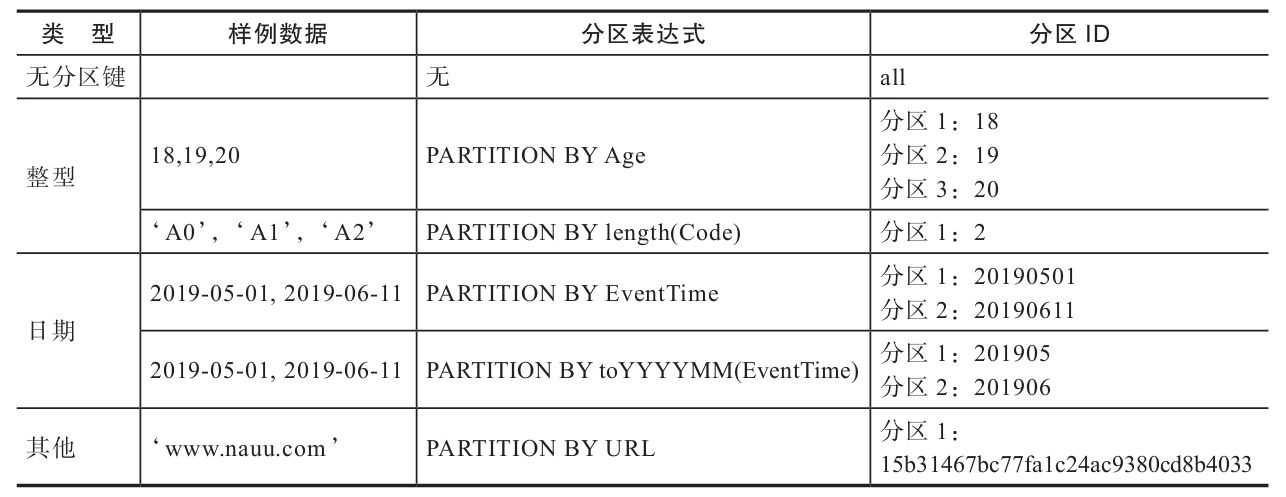 类 型 样例数据 分区表达式 分区 ID
无分区键 无 all
整型 18,19,20 PARTITION BY Age 分区 1：18
分区 2：19
分区 3：20
‘A0’，‘A1’，‘A2’ PARTITION BY length(Code) 分区 1：2
日期 2019-05-01, 2019-06-11 PARTITION BY EventTime 分区 1：20190501
分区 2：20190611
2019-05-01, 2019-06-11 PARTITION BY toYYYYMM(EventTime) 分区 1：201905
分区 2：201906
其他 ‘www.nauu.com’ PARTITION BY URL 分区 1：
15b31467bc77fa1c24ac9380cd8b4033